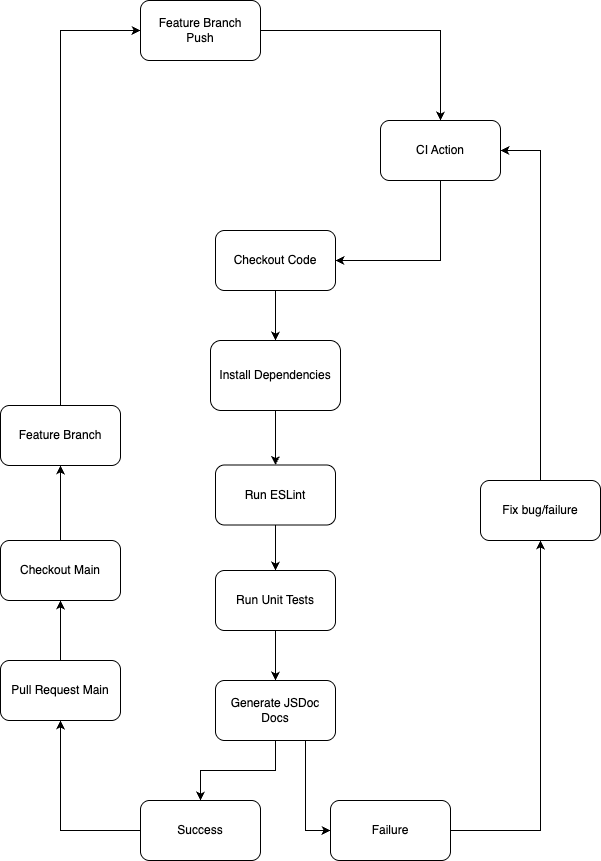 Feature Branch
Push
CI Action
Checkout Code
Install Dependencies
Feature Branch
Run ESLint
Fix bug/failure
Checkout Main
Run Unit Tests
Pull Request Main
Generate JSDoc
Docs
Success
Failure